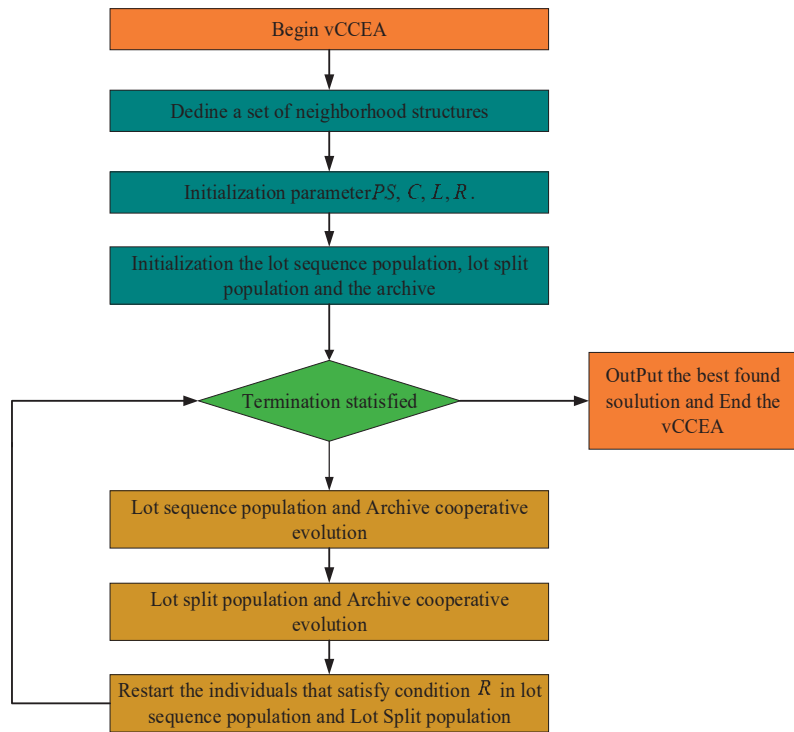 Begin vCCEA
Dedine a set of neighborhood structures
Initialization parameterPS, C, L, R.
Initialization the lot sequence population, lot split
population and the archive
Termination statisfied
OutPut the best found
soulution and End the
vCCEA
Lot sequence population and Archive cooperative
evolution
Lot split population and Archive cooperative
evolution
Restart the individuals that satisfy condition R in lot
sequence population and Lot Split population